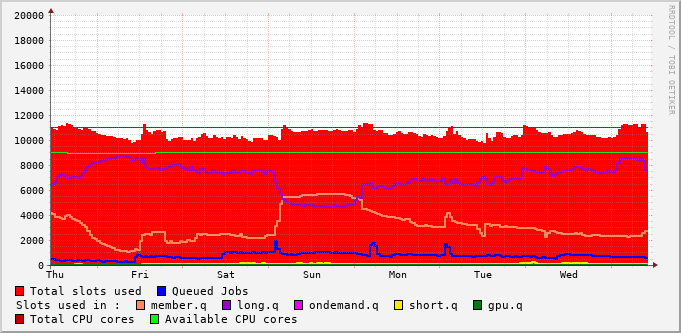 20000
18000
16000
14000
12000
10000
8000
6000
4000
2000
0
Thu Fri Sat Sun Mon Tue Wed
RRDTOOL / TOBI OETIKER
Total slots used Queued Jobs
Slots used in : member.q long.q ondemand.q short.q gpu.q
Total CPU cores Available CPU cores